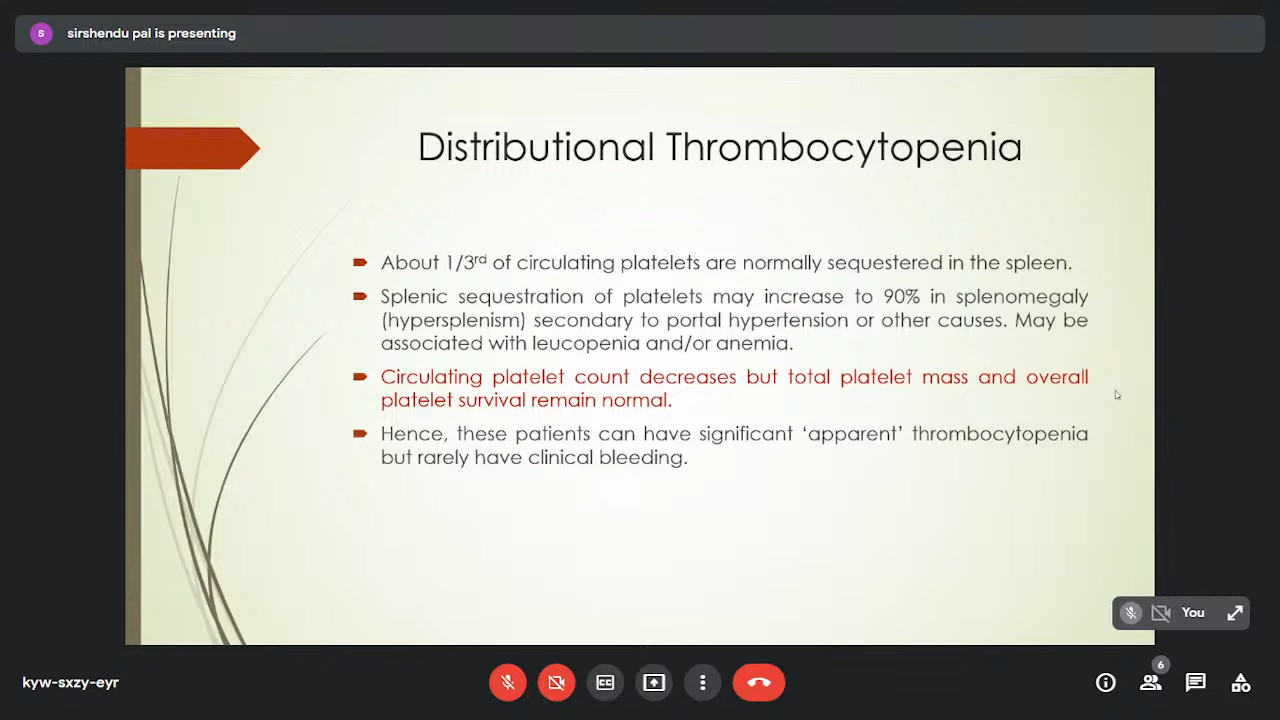 S
sirshendu pal is presenting
Distributional Thrombocytopenia
About 1/3rd of circulating platelets are normally sequestered in the spleen.
Splenic sequestration of platelets may increase to 90% in splenomegaly
(hypersplenism) secondary to portal hypertension or other causes. May be
associated with leucopenia and/or anemia.
Circulating platelet count decreases but total platelet mass and overall
platelet survival remain normal.
Hence, these patients can have significant ‘apparent’ thrombocytopenia
but rarely have clinical bleeding.
You
kyw-sxzy-eyr
CC
6